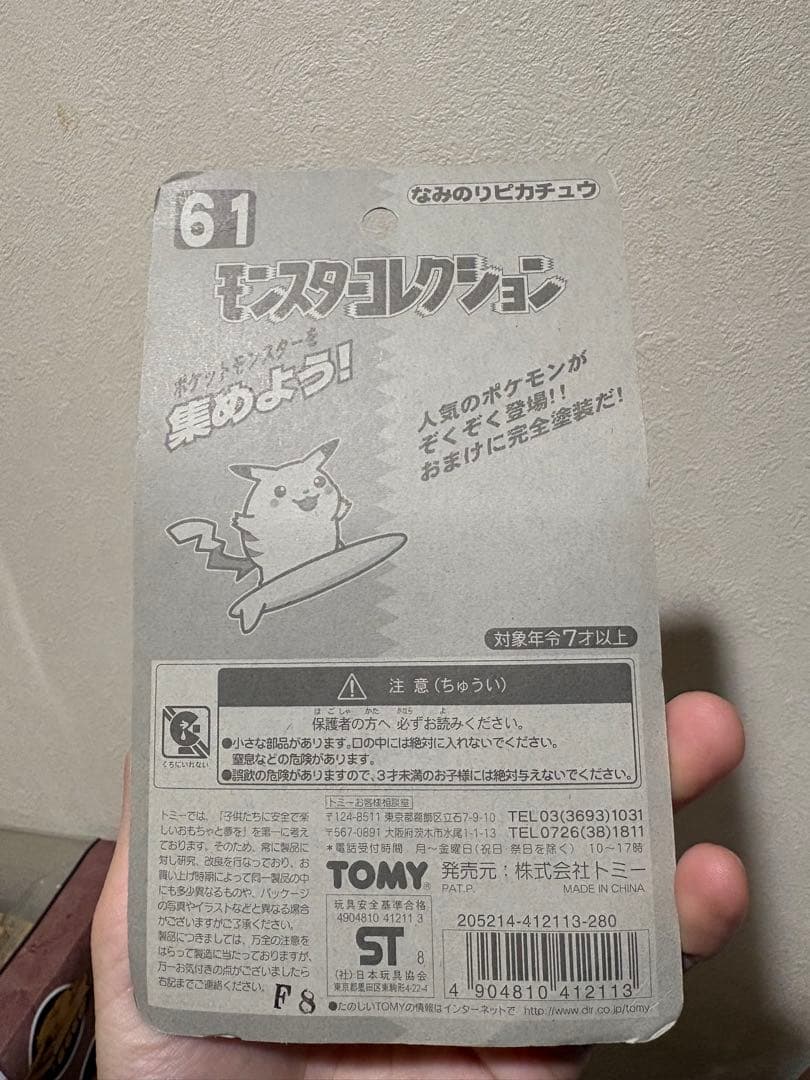 61
なみのりピカチュウ
モンスターコレクション
ポケットモンスターを
集めよう!
人気のポケモンが
ぞくぞく登場!!
おまけに完全塗装だ!
対象年令7才以上
くちにいれない
注意(ちゅうい)
ほごしゃ かた かなら よ
保護者の方へ 必ずお読みください。
●小さな部品があります。口の中には絶対に入れないでください。
窒息などの危険があります。
●誤飲の危険がありますので、3才未満のお子様には絶対与えないでください。
トミーでは、「子供たちに安全で楽
しいおもちゃと夢を」を第一に考え
ております。そのため、常に製品に
対し研究、改良を行なっており、お
買い上げ時期によって同一製品の中
にも多少異なるものや、パッケージ
の写真やイラストなどと異なる場合
がございますがご了承ください。
製品につきましては、万全の注意を
はらって製造に当たっておりますが、
万一お気付きの点がございましたら
右記までご連絡ください。
F8
トミーお客様相談室
〒124-8511 東京都葛飾区立石7-9-10 TEL03(3693)1031
〒567-0891 大阪府茨木市水尾1-1-13 TEL0726(38)1811
*電話受付時間 月〜金曜日(祝日 祭日を除く) 10〜17時
TOMY® 発売元:株式会社トミー
PAT.P. MADE IN CHINA
玩具安全基準合格
4904810 41211 3
ST 8
(社)日本玩具協会
東京都墨田区東駒形4-22-4
205214-412113-280
4 904810 412113
●たのしいTOMYの情報はインターネットで http://www.dir.co.jp/tomy